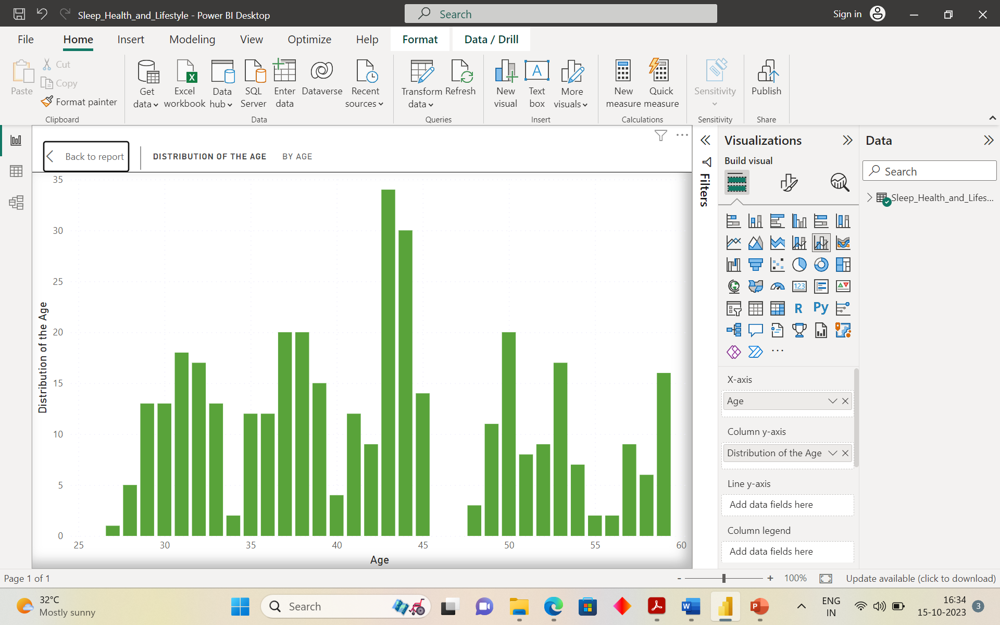 Sleep_Health_and_Lifestyle - Power BI Desktop
Search
Sign in
File
Home
Insert
Modeling
View
Optimize
Help
Format
Data / Drill
Paste
Cut
Copy
Format painter
Clipboard
Get data
Excel workbook
Data hub
SQL Server
Enter data
Dataverse
Recent sources
Data
Transform data
Refresh
Queries
New visual
Text box
More visuals
Insert
New measure
Quick measure
Calculations
Sensitivity
Sensitivity
Publish
Share
Back to report
DISTRIBUTION OF THE AGE
BY AGE
Distribution of the Age
35
30
25
20
15
10
5
0
25
30
35
40
45
50
55
60
Age
Filters
Visualizations
Build visual
123
R
Py
X-axis
Age
Column y-axis
Distribution of the Age
Line y-axis
Add data fields here
Column legend
Add data fields here
Data
Search
Sleep_Health_and_Lifes...
Page 1 of 1
- +
100%
Update available (click to download)
32°C
Mostly sunny
Search
ENG
IN
16:34
15-10-2023
3